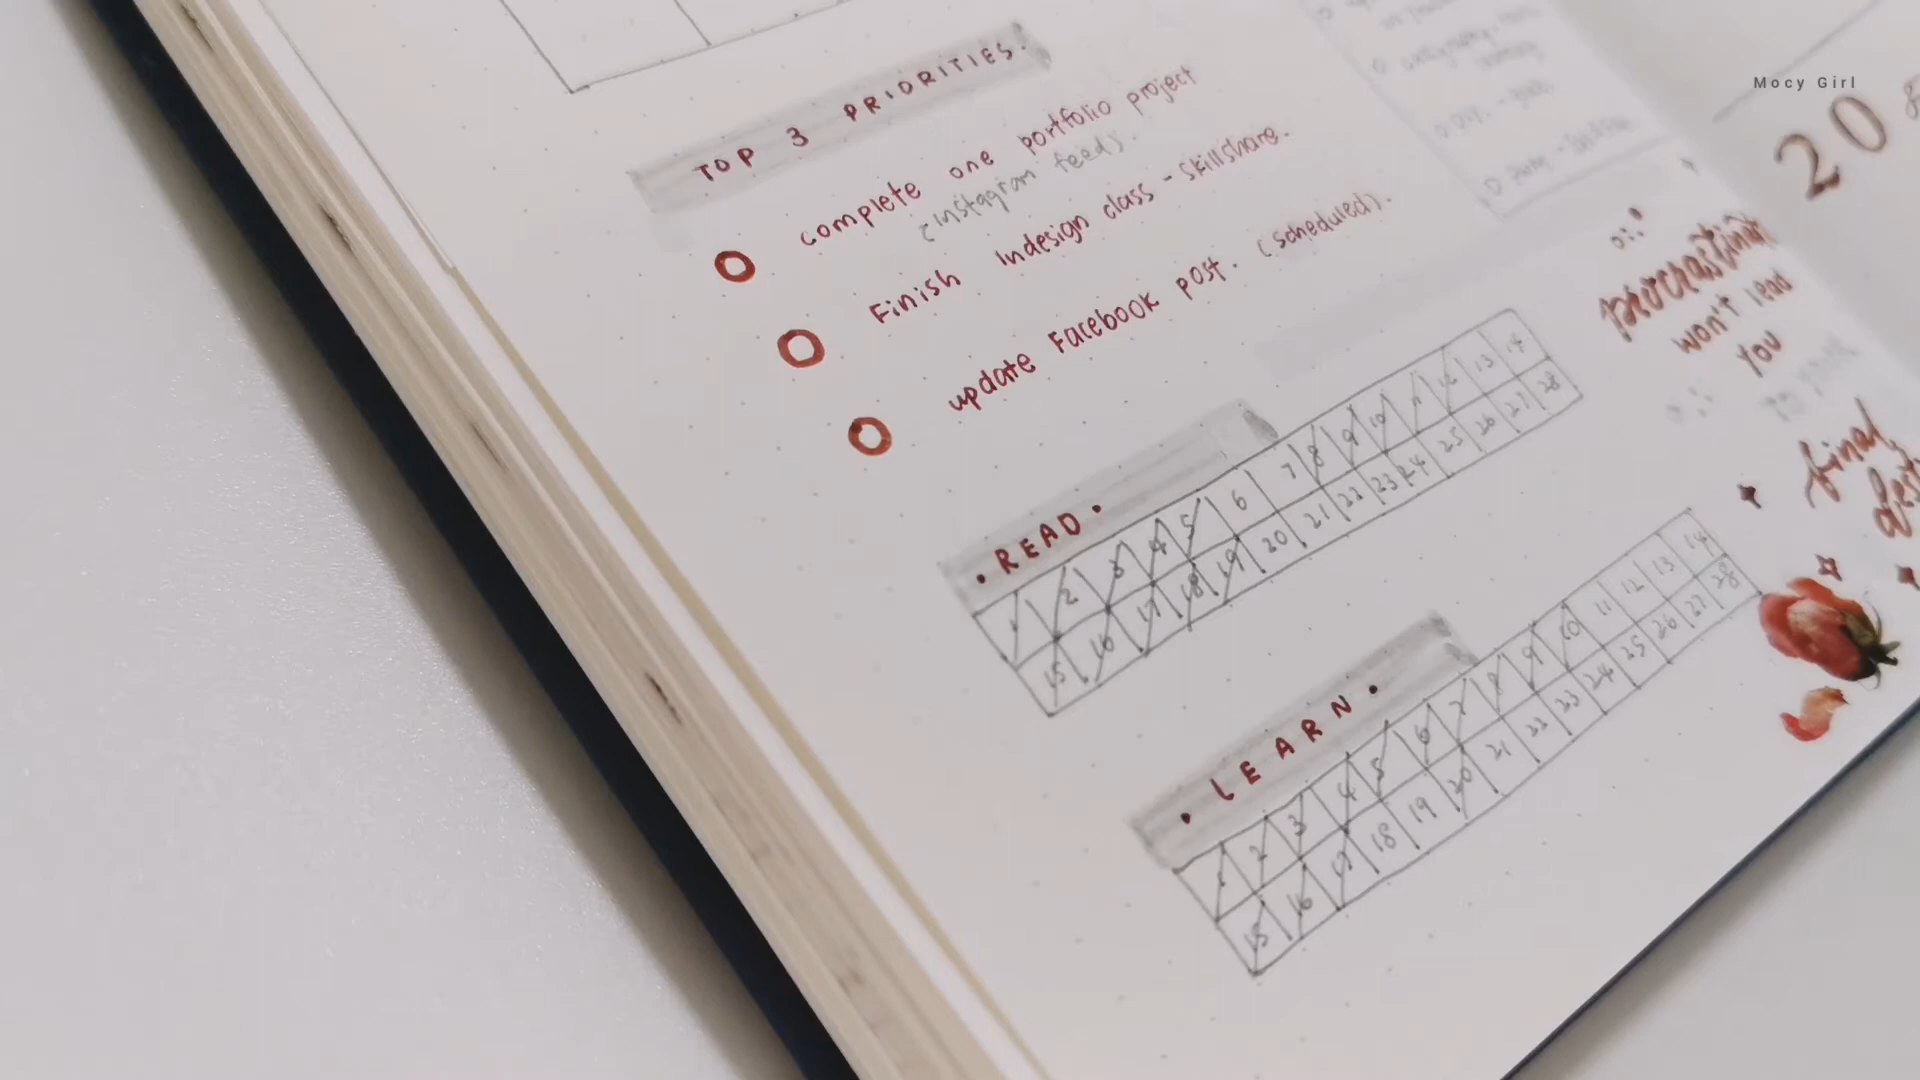 TOP 3 PRIORITIES.
complete one portfolio project
(instagram feed).
Finish Indesign class - skillshare.
update Facebook post. (scheduled).
• READ •
1 2 3 4 5 6 7 8 9 10 11 12 13 14
15 16 17 18 19 20 21 22 23 24 25 26 27 28
• LEARN •
1 2 3 4 5 6 7 8 9 10 11 12 13 14
15 16 17 18 19 20 21 22 23 24 25 26 27 28
Mocy Girl
20
won't lead
you
to your
final